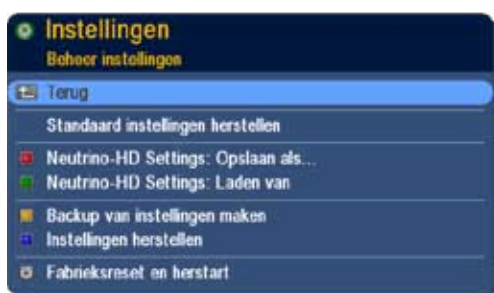 Instellingen
Beheer instellingen
Terug
Standaard instellingen herstellen
Neutrino-HD Settings: Opslaan als...
Neutrino-HD Settings: Laden van
Backup van instellingen maken
Instellingen herstellen
Fabrieksreset en herstart